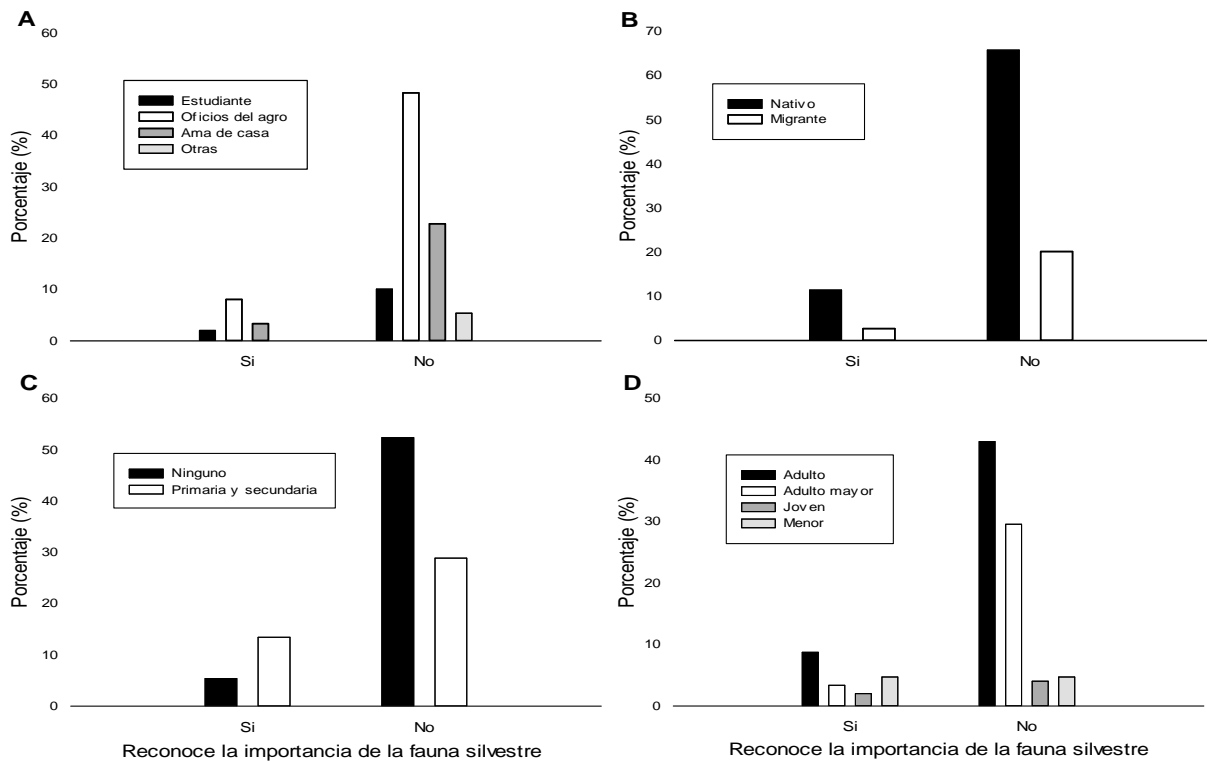 A
60
50
40
30
20
10
0
Porcentaje (%)
Estudiante
Oficios del agro
Ama de casa
Otras
Si No
B
70
60
50
40
30
20
10
0
Porcentaje (%)
Nativo
Migrante
Si No
C
60
50
40
30
20
10
0
Porcentaje (%)
Ninguno
Primaria y secundaria
Si No
Reconoce la importancia de la fauna silvestre
D
50
40
30
20
10
0
Porcentaje (%)
Adulto
Adulto mayor
Joven
Menor
Si No
Reconoce la importancia de la fauna silvestre